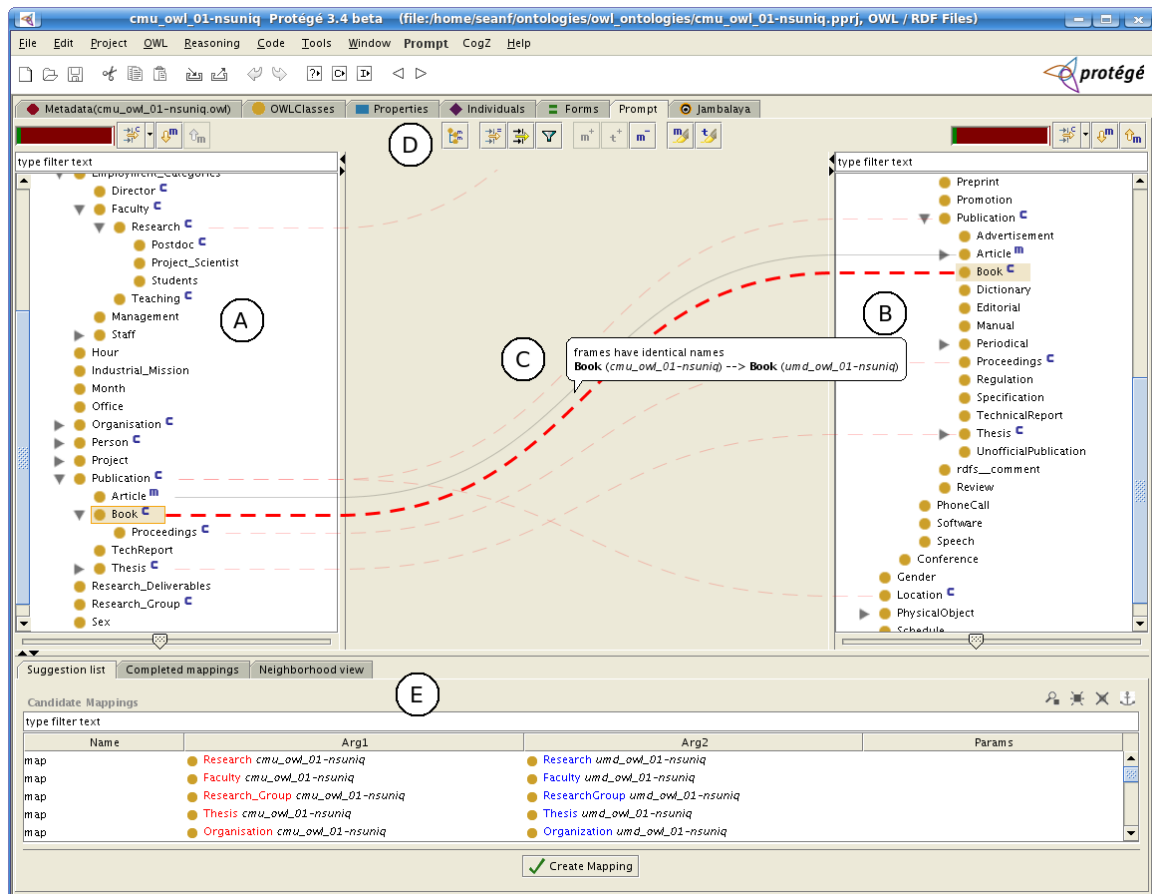 cmu_owl_01-nsuniq Protégé 3.4 beta (file:/home/seanf/ontologies/owl_ontologies/cmu_owl_01-nsuniq.pprj, OWL / RDF Files)
File Edit Project OWL Reasoning Code Tools Window Prompt CogZ Help
protégé
Metadata(cmu_owl_01-nsuniq.owl) OWLClasses Properties Individuals Forms Prompt Jambalaya
D
type filter text
Employment_Categories
Director C
Faculty C
Research C
Postdoc C
Project_Scientist
Students
Teaching C
Management
Staff
Hour
Industrial_Mission
Month
Office
Organisation C
Person C
Project
Publication C
Article m
Book C
Proceedings C
TechReport
Thesis C
Research_Deliverables
Research_Group C
Sex
A
C
frames have identical names
Book (cmu_owl_01-nsuniq) --> Book (umd_owl_01-nsuniq)
type filter text
Preprint
Promotion
Publication C
Advertisement
Article m
Book C
Dictionary
Editorial
Manual
Periodical
Proceedings C
Regulation
Specification
TechnicalReport
Thesis C
UnofficialPublication
rdfs__comment
Review
PhoneCall
Software
Speech
Conference
Gender
Location C
PhysicalObject
Schedule
B
Suggestion list Completed mappings Neighborhood view
E
Candidate Mappings
type filter text
Name Arg1 Arg2 Params
map Research cmu_owl_01-nsuniq Research umd_owl_01-nsuniq
map Faculty cmu_owl_01-nsuniq Faculty umd_owl_01-nsuniq
map Research_Group cmu_owl_01-nsuniq ResearchGroup umd_owl_01-nsuniq
map Thesis cmu_owl_01-nsuniq Thesis umd_owl_01-nsuniq
map Organisation cmu_owl_01-nsuniq Organization umd_owl_01-nsuniq
Create Mapping